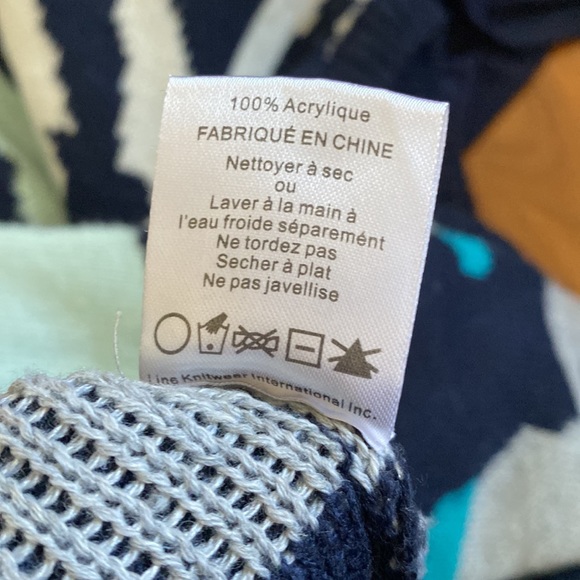 100% Acrylique
FABRIQUÉ EN CHINE
Nettoyer à sec
ou
Laver à la main à
l'eau froide séparément
Ne tordez pas
Secher à plat
Ne pas javellise
Line Knitwear International Inc.